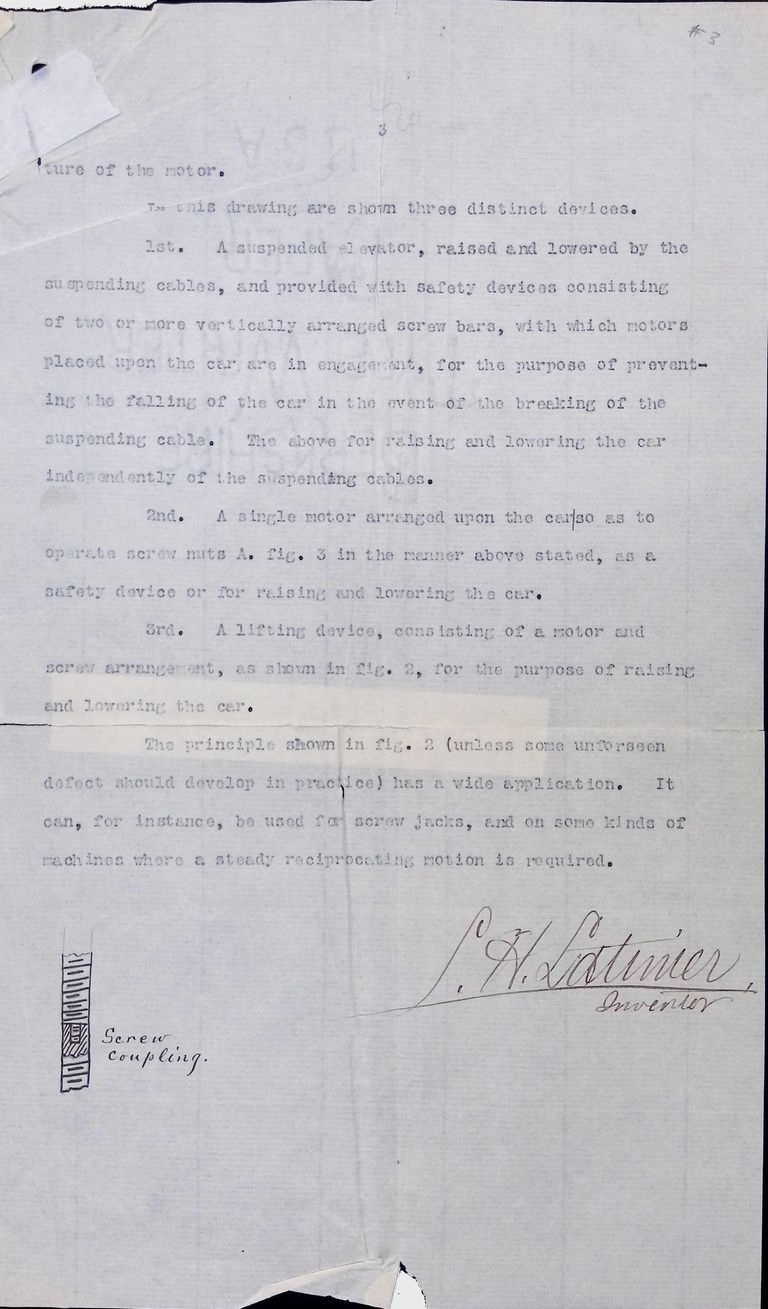 # 3
3
ture of the motor.
In this drawing are shown three distinct devices.
1st. A suspended elevator, raised and lowered by the
suspending cables, and provided with safety devices consisting
of two or more vertically arranged screw bars, with which motors
placed upon the car are in engagement, for the purpose of prevent-
ing the falling of the car in the event of the breaking of the
suspending cable. The above for raising and lowering the car
independently of the suspending cables.
2nd. A single motor arranged upon the car|so as to
operate screw nuts A. fig. 3 in the manner above stated, as a
safety device or for raising and lowering the car.
3rd. A lifting device, consisting of a motor and
screw arrangement, as shown in fig. 2, for the purpose of raising
and lowering the car.
The principle shown in fig. 2 (unless some unforseen
defect should develop in practice) has a wide application. It
can, for instance, be used for screw jacks, and on some kinds of
machines where a steady reciprocating motion is required.
L. H. Latimer,
Inventor
Screw
coupling.